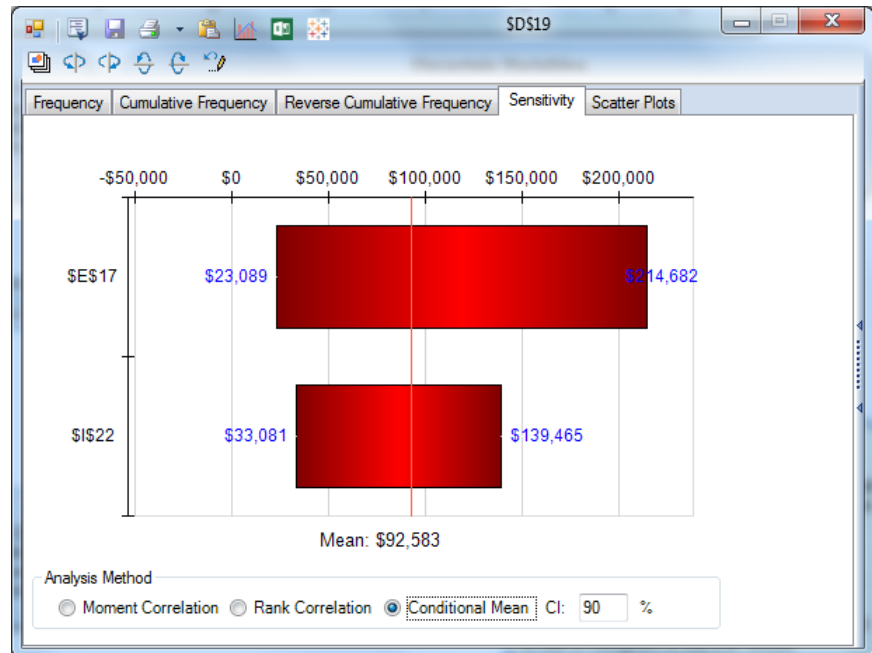 $D$19
Frequency Cumulative Frequency Reverse Cumulative Frequency Sensitivity Scatter Plots
-$50,000 $0 $50,000 $100,000 $150,000 $200,000
$E$17 $23,089 $214,682
$I$22 $33,081 $139,465
Mean: $92,583
Analysis Method
Moment Correlation Rank Correlation Conditional Mean CI: 90 %